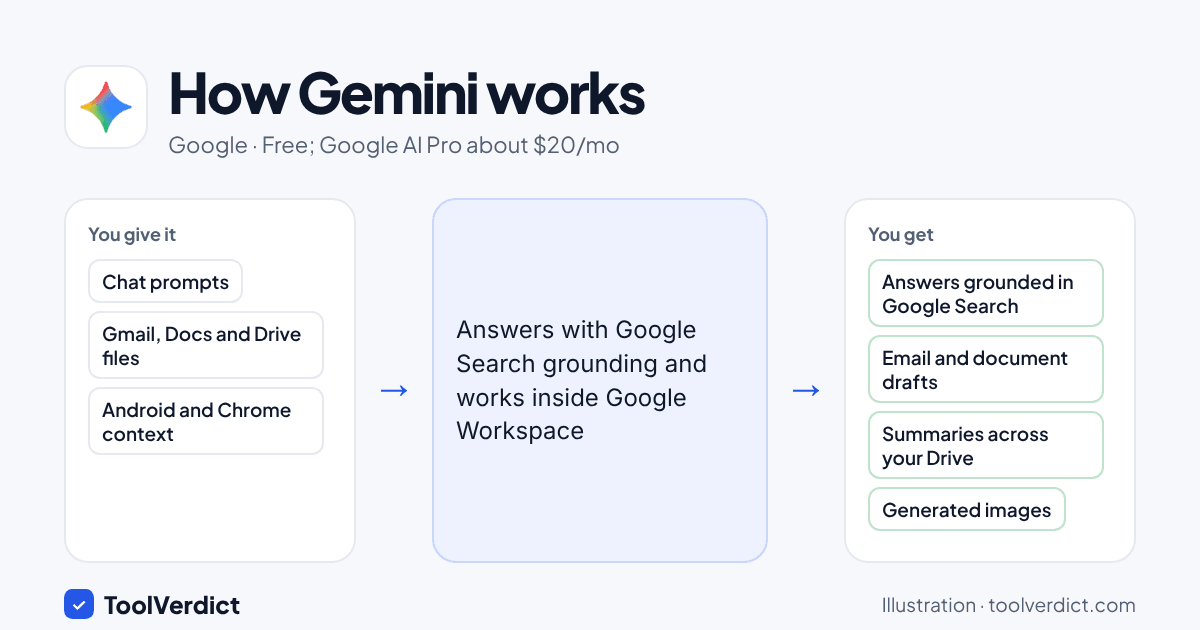 How Gemini works
Google · Free; Google AI Pro about $20/mo
You give it
Chat prompts
Gmail, Docs and Drive
files
Android and Chrome
context
→
Answers with Google
Search grounding and
works inside Google
Workspace
→
You get
Answers grounded in
Google Search
Email and document
drafts
Summaries across
your Drive
Generated images
ToolVerdict
Illustration · toolverdict.com